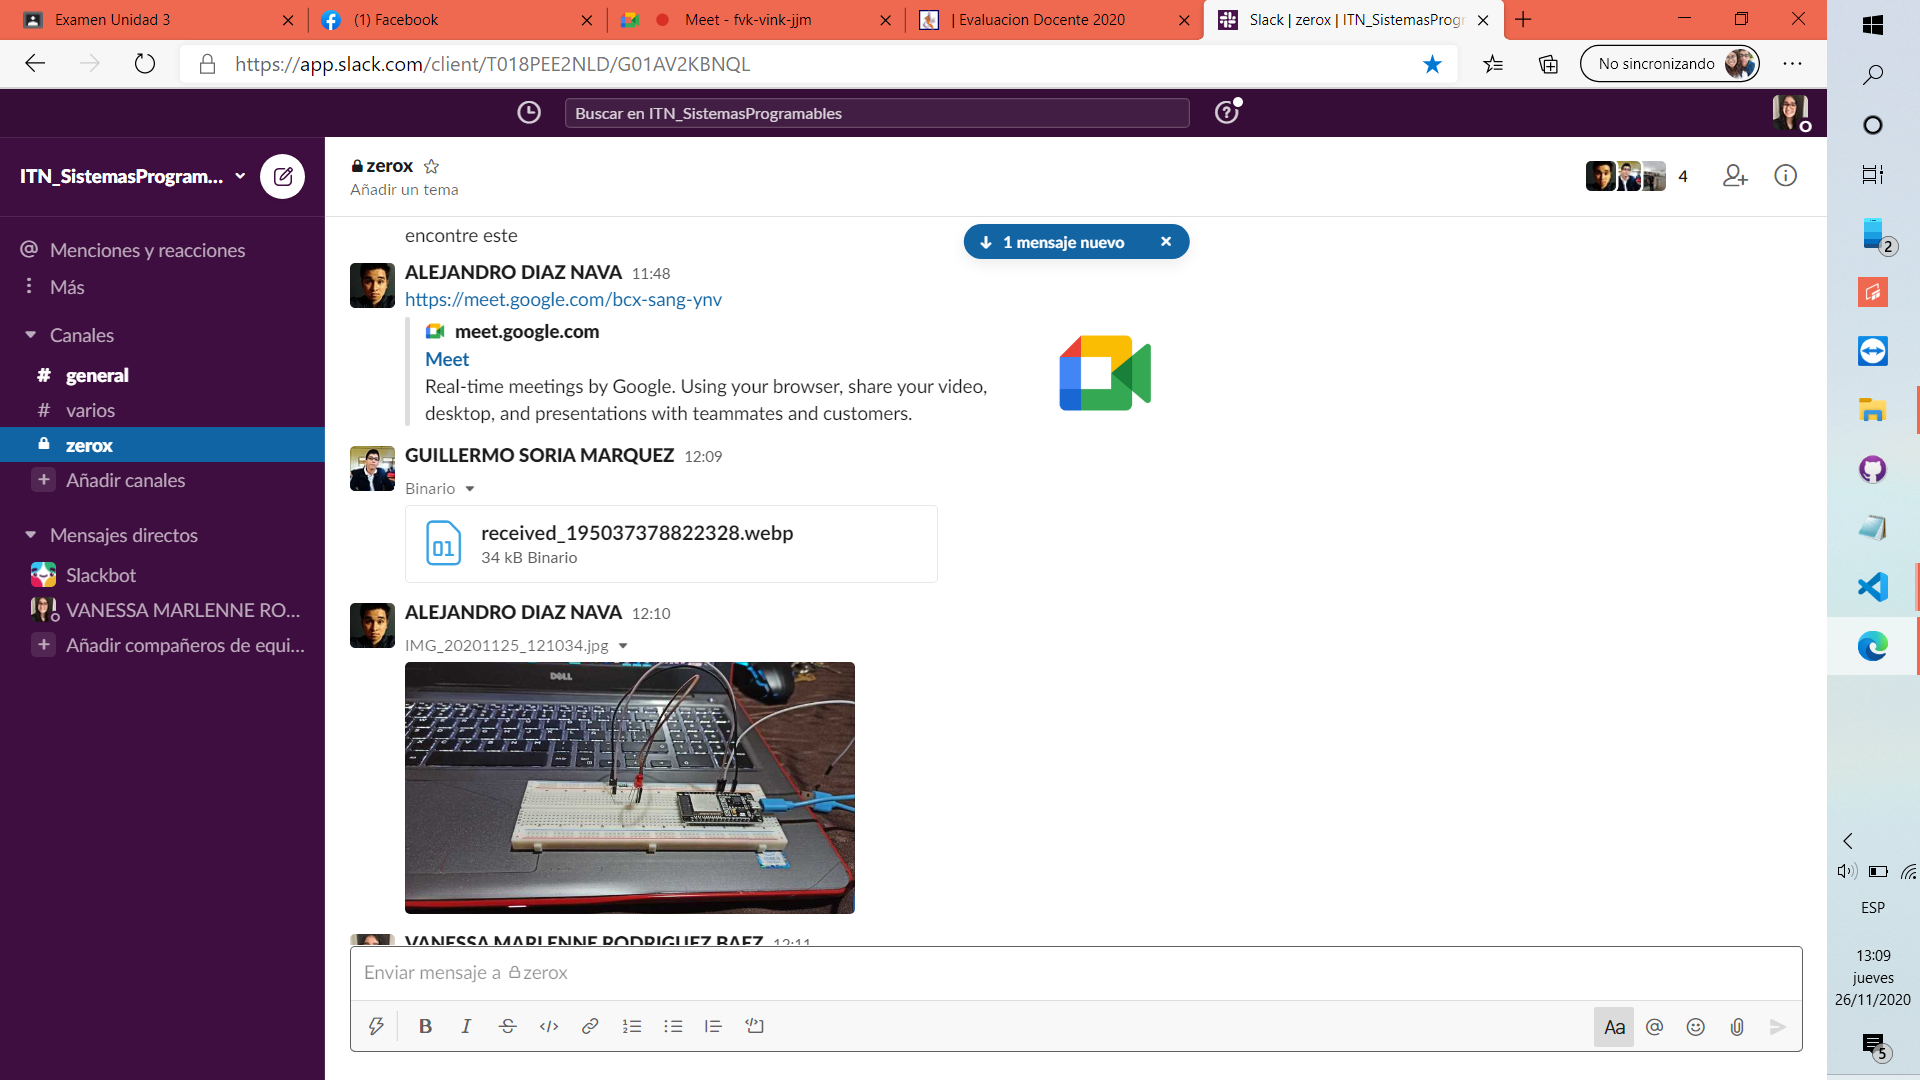 Examen Unidad 3
(1) Facebook
Meet - fvk-vink-jjm
| Evaluacion Docente 2020
Slack | zerox | ITN_SistemasProgr
https://app.slack.com/client/T018PEE2NLD/G01AV2KBNQL
No sincronizando
Buscar en ITN_SistemasProgramables
ITN_SistemasProgram...
Menciones y reacciones
Más
Canales
# general
# varios
zerox
+ Añadir canales
Mensajes directos
Slackbot
VANESSA MARLENNE RO...
+ Añadir compañeros de equi...
zerox
Añadir un tema
4
1 mensaje nuevo
encontre este
ALEJANDRO DIAZ NAVA 11:48
https://meet.google.com/bcx-sang-ynv
meet.google.com
Meet
Real-time meetings by Google. Using your browser, share your video,
desktop, and presentations with teammates and customers.
GUILLERMO SORIA MARQUEZ 12:09
Binario
01
received_195037378822328.webp
34 kB Binario
ALEJANDRO DIAZ NAVA 12:10
IMG_20201125_121034.jpg
DELL
VANESSA MARLENNE RODRIGUEZ BAEZ 12:11
Enviar mensaje a zerox
B I S </>
Aa @
2
ESP
13:09
jueves
26/11/2020
5